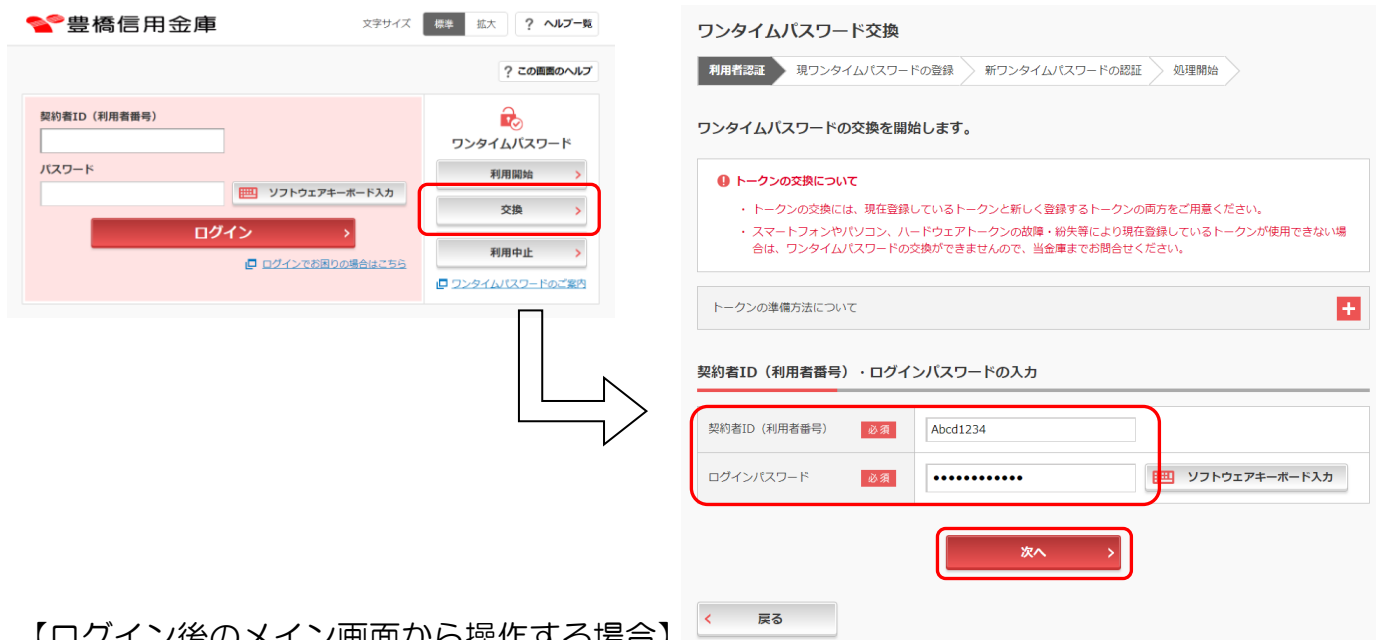 豊橋信用金庫
文字サイズ 標準 拡大 ? ヘルプ一覧
? この画面のヘルプ
契約者ID（利用者番号）
パスワード
ソフトウェアキーボード入力
ログイン
ログインでお困りの場合はこちら
ワンタイムパスワード
利用開始
交換
利用中止
ワンタイムパスワードのご案内
ワンタイムパスワード交換
利用者認証 現ワンタイムパスワードの登録 新ワンタイムパスワードの認証 処理開始
ワンタイムパスワードの交換を開始します。
トークンの交換について
・トークンの交換には、現在登録しているトークンと新しく登録するトークンの両方をご用意ください。
・スマートフォンやパソコン、ハードウェアトークンの故障・紛失等により現在登録しているトークンが使用できない場
合は、ワンタイムパスワードの交換ができませんので、当金庫までお問合せください。
トークンの準備方法について
契約者ID（利用者番号）・ログインパスワードの入力
契約者ID（利用者番号） 必須 Abcd1234
ログインパスワード 必須 ●●●●●●●●●●●● ソフトウェアキーボード入力
次へ
戻る
【ログイン後のメイン画面から操作する場合】